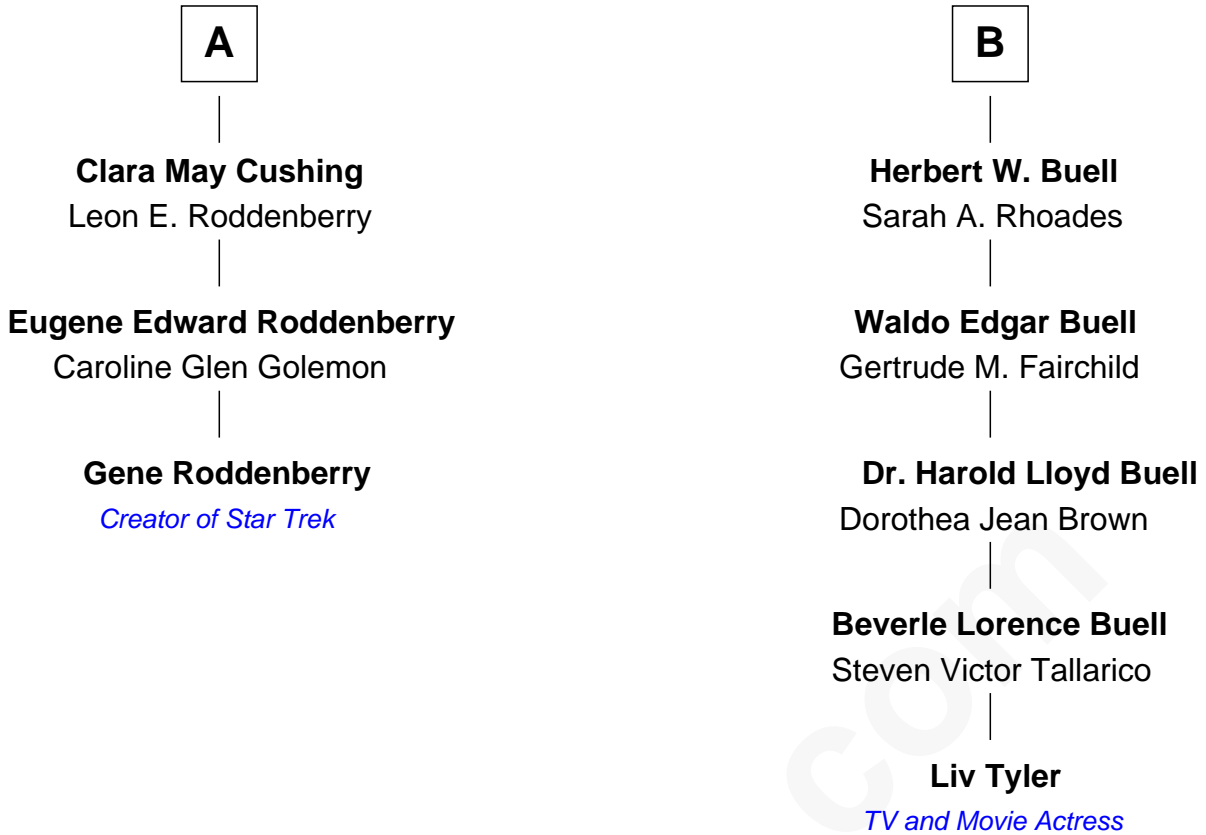 A
Clara May Cushing
Leon E. Roddenberry
Eugene Edward Roddenberry
Caroline Glen Golemon
Gene Roddenberry
Creator of Star Trek
B
Herbert W. Buell
Sarah A. Rhoades
Waldo Edgar Buell
Gertrude M. Fairchild
Dr. Harold Lloyd Buell
Dorothea Jean Brown
Beverle Lorence Buell
Steven Victor Tallarico
Liv Tyler
TV and Movie Actress
com